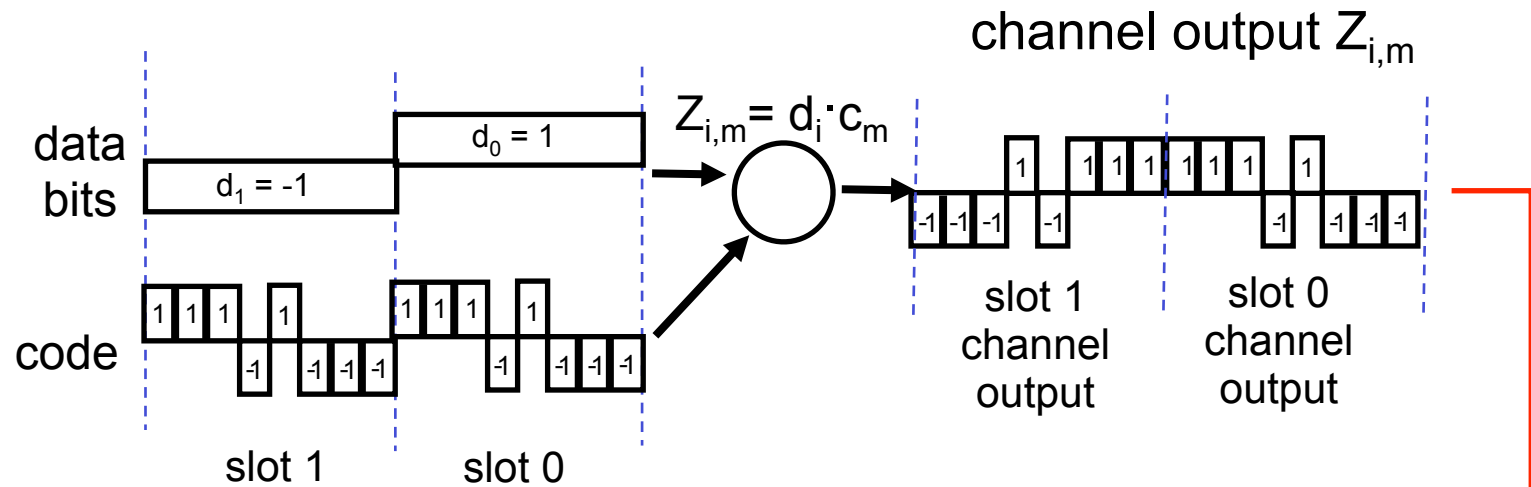 channel output Z_{i,m}
data bits
d_1 = -1
d_0 = 1
Z_{i,m}= d_i·c_m
code
1 1 1 -1 1 -1 -1 -1
1 1 1 -1 1 -1 -1 -1
slot 1
slot 0
-1 -1 -1 1 -1 1 1 1
1 1 1 -1 1 -1 -1 -1
slot 1
channel
output
slot 0
channel
output